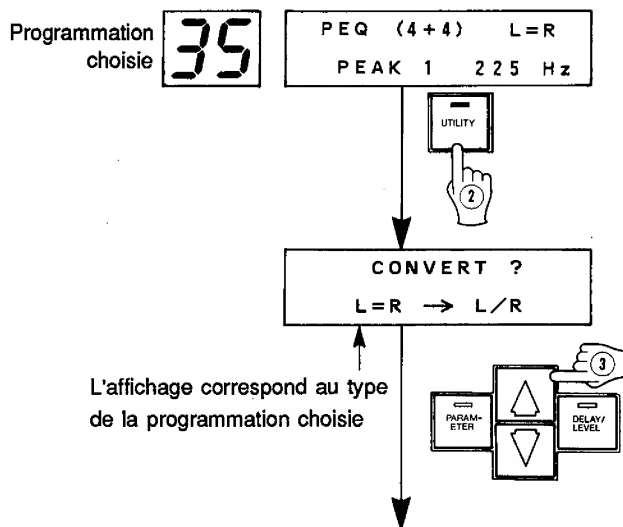 Programmation
choisie
35
PEQ (4+4) L=R
PEAK 1 225 Hz
UTILITY
2
CONVERT ?
L=R → L/R
L'affichage correspond au type
de la programmation choisie
3
PARAM-
ETER
DELAY/
LEVEL